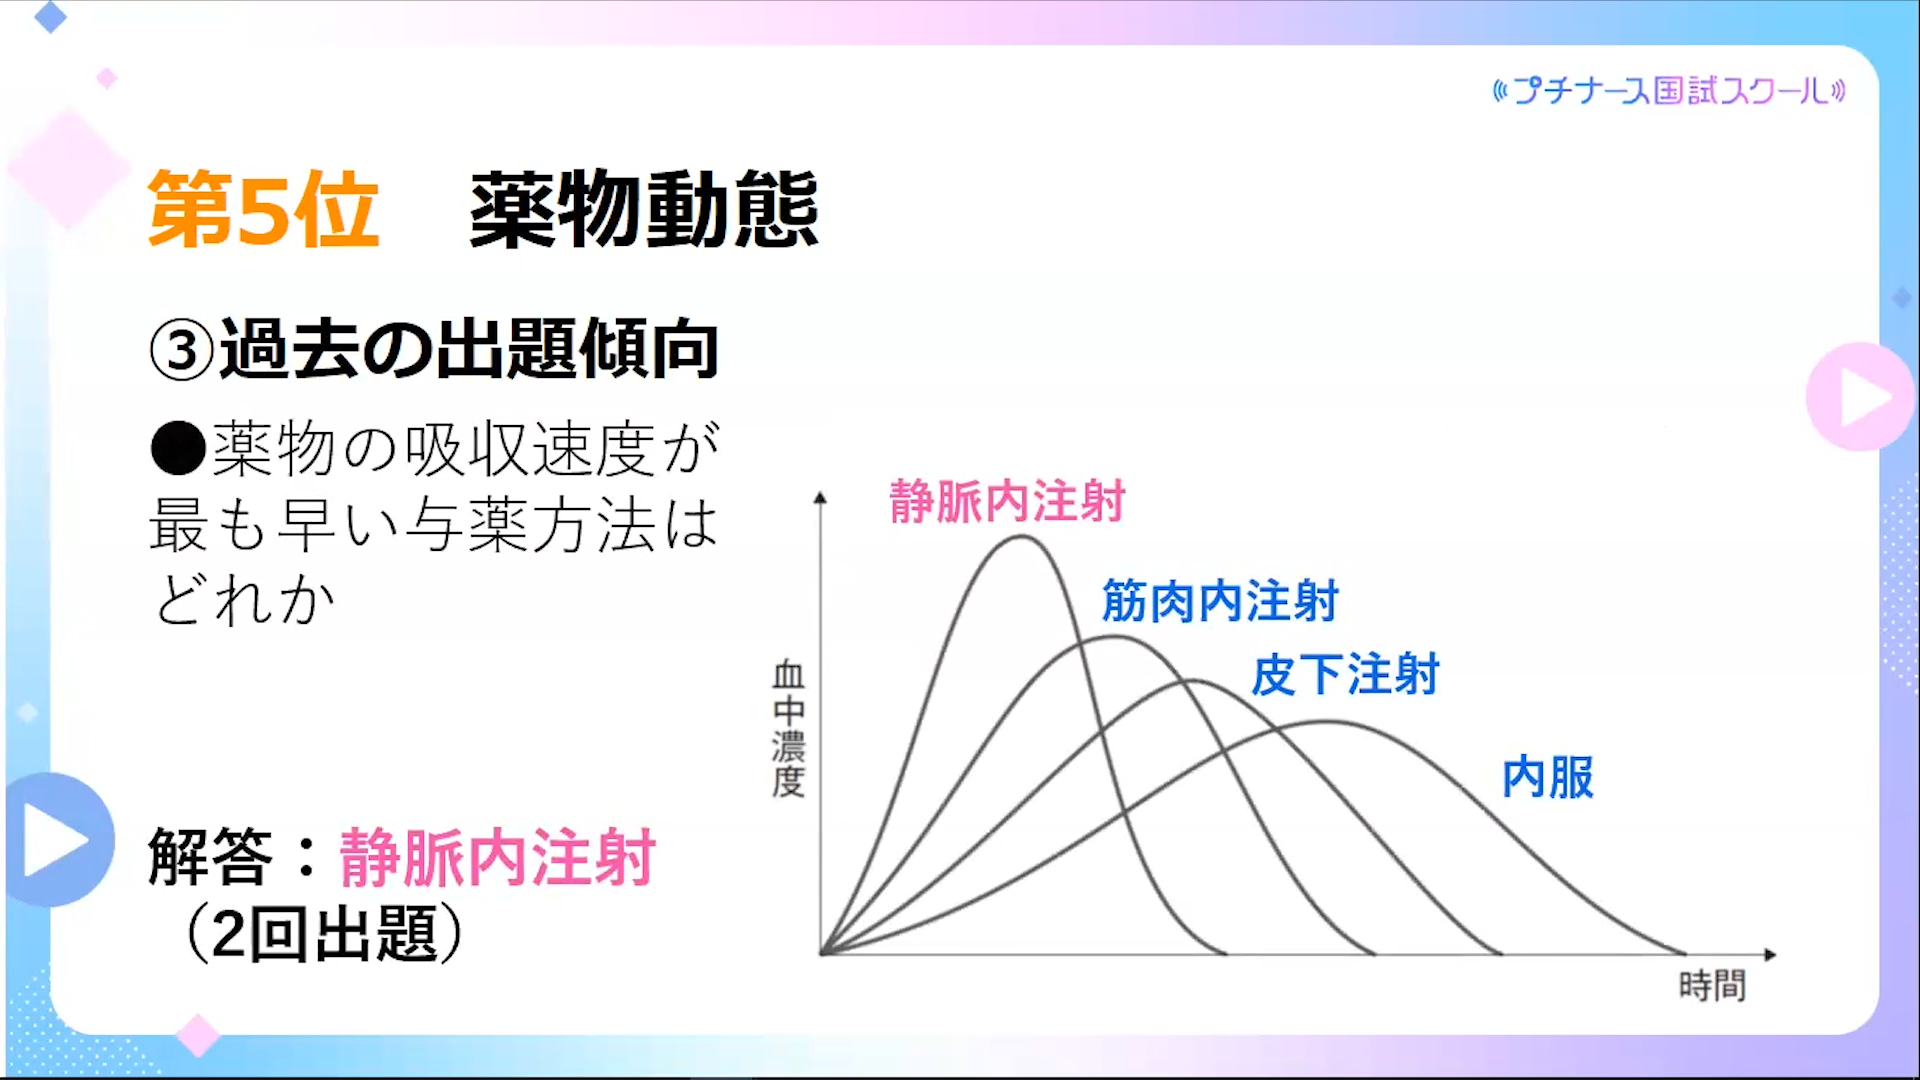 プチナース国試スクール
第5位　薬物動態
③過去の出題傾向
●薬物の吸収速度が
最も早い与薬方法は
どれか
解答：静脈内注射
（2回出題）
静脈内注射
筋肉内注射
皮下注射
内服
血中濃度
時間